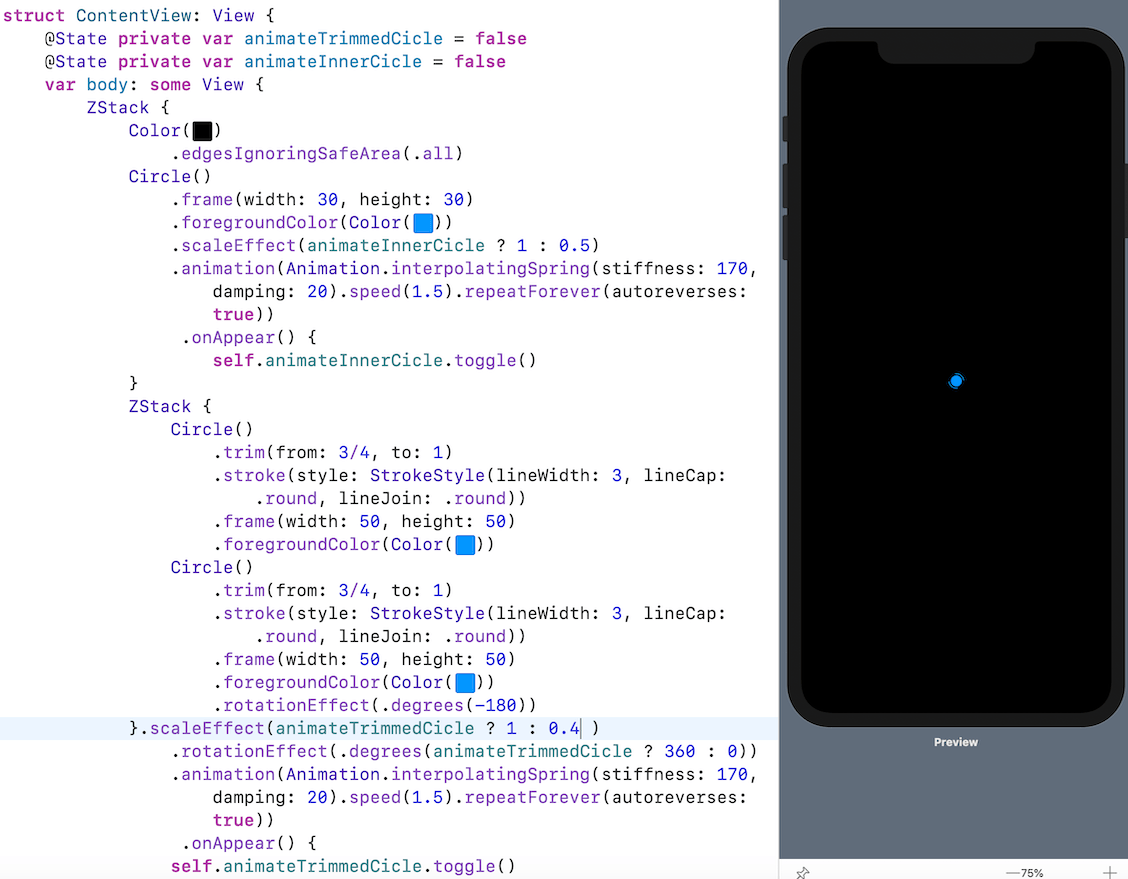 struct ContentView: View {
@State private var animateTrimmedCicle = false
@State private var animateInnerCicle = false
var body: some View {
ZStack {
Color( )
.edgesIgnoringSafeArea(.all)
Circle()
.frame(width: 30, height: 30)
.foregroundColor(Color( ))
.scaleEffect(animateInnerCicle ? 1 : 0.5)
.animation(Animation.interpolatingSpring(stiffness: 170,
damping: 20).speed(1.5).repeatForever(autoreverses:
true))
.onAppear() {
self.animateInnerCicle.toggle()
}
ZStack {
Circle()
.trim(from: 3/4, to: 1)
.stroke(style: StrokeStyle(lineWidth: 3, lineCap:
.round, lineJoin: .round))
.frame(width: 50, height: 50)
.foregroundColor(Color( ))
Circle()
.trim(from: 3/4, to: 1)
.stroke(style: StrokeStyle(lineWidth: 3, lineCap:
.round, lineJoin: .round))
.frame(width: 50, height: 50)
.foregroundColor(Color( ))
.rotationEffect(.degrees(-180))
}.scaleEffect(animateTrimmedCicle ? 1 : 0.4 )
.rotationEffect(.degrees(animateTrimmedCicle ? 360 : 0))
.animation(Animation.interpolatingSpring(stiffness: 170,
damping: 20).speed(1.5).repeatForever(autoreverses:
true))
.onAppear() {
self.animateTrimmedCicle.toggle()
Preview
75%